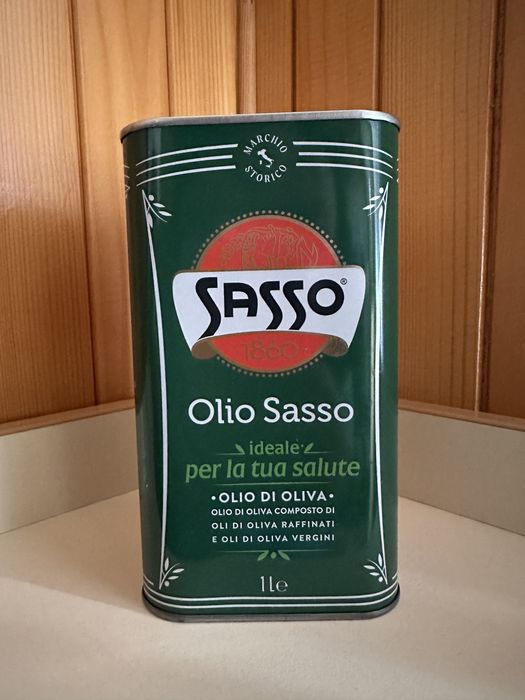 MARCHIO
STORICO
SASSO®
1860
Olio Sasso
ideale
per la tua salute
•OLIO DI OLIVA•
OLIO DI OLIVA COMPOSTO DI
OLI DI OLIVA RAFFINATI
E OLI DI OLIVA VERGINI
1 l e